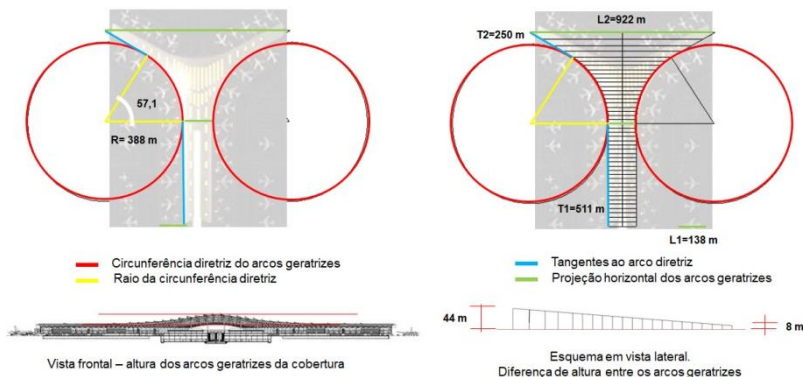 57,1
R= 388 m
L2=922 m
T2=250 m
T1=511 m
L1=138 m
Circunferência diretriz do arcos geratrizes
Raio da circunferência diretriz
Tangentes ao arco diretriz
Projeção horizontal dos arcos geratrizes
Vista frontal – altura dos arcos geratrizes da cobertura
44 m
8 m
Esquema em vista lateral.
Diferença de altura entre os arcos geratrizes